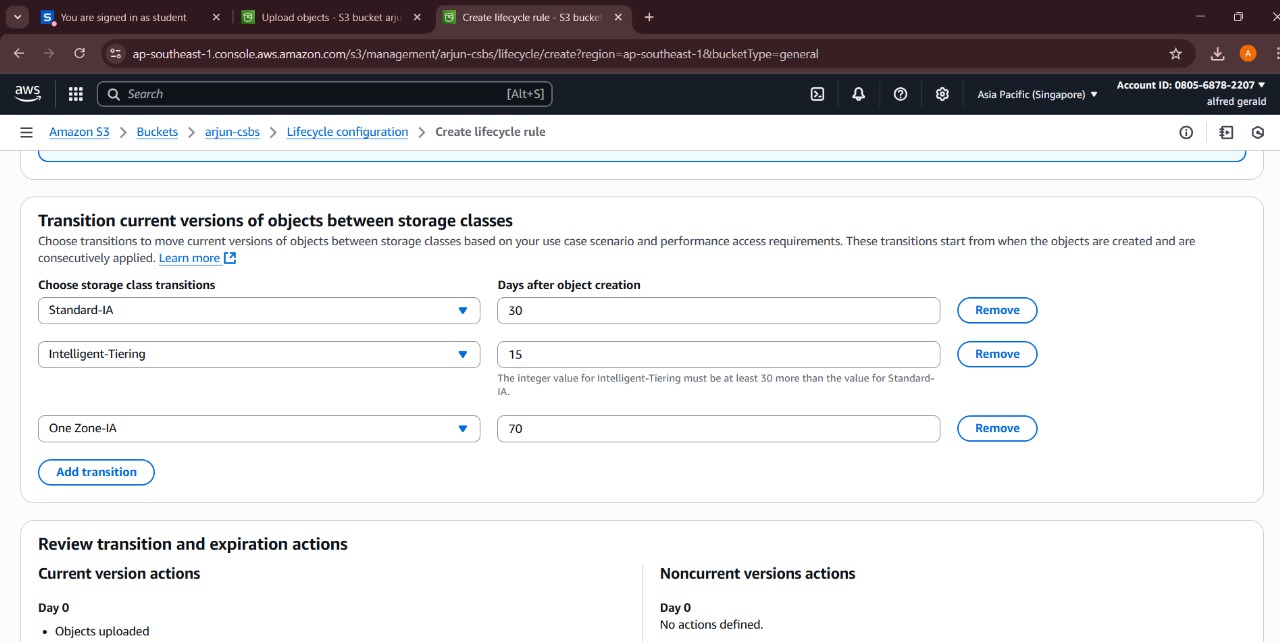 You are signed in as student
Upload objects - S3 bucket arju
Create lifecycle rule - S3 bucket
ap-southeast-1.console.aws.amazon.com/s3/management/arjun-csbs/lifecycle/create?region=ap-southeast-1&bucketType=general
A
aws
Search
[Alt+S]
Asia Pacific (Singapore)
Account ID: 0805-6878-2207
alfred gerald
Amazon S3
Buckets
arjun-csbs
Lifecycle configuration
Create lifecycle rule
Transition current versions of objects between storage classes
Choose transitions to move current versions of objects between storage classes based on your use case scenario and performance access requirements. These transitions start from when the objects are created and are
consecutively applied. Learn more
Choose storage class transitions
Days after object creation
Standard-IA
30
Remove
Intelligent-Tiering
15
Remove
The integer value for Intelligent-Tiering must be at least 30 more than the value for Standard-
IA.
One Zone-IA
70
Remove
Add transition
Review transition and expiration actions
Current version actions
Noncurrent versions actions
Day 0
Day 0
Objects uploaded
No actions defined.